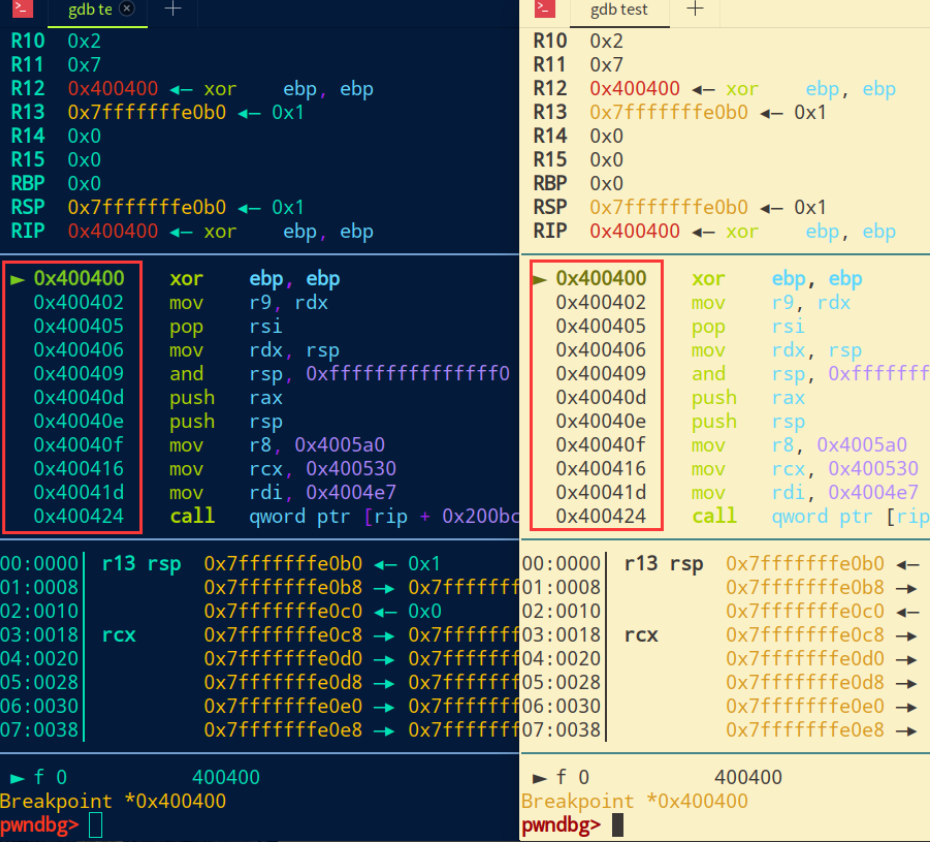 gdb te
R10 0x2
R11 0x7
R12 0x400400 ◄— xor ebp, ebp
R13 0x7fffffffe0b0 ◄— 0x1
R14 0x0
R15 0x0
RBP 0x0
RSP 0x7fffffffe0b0 ◄— 0x1
RIP 0x400400 ◄— xor ebp, ebp
► 0x400400 xor ebp, ebp
0x400402 mov r9, rdx
0x400405 pop rsi
0x400406 mov rdx, rsp
0x400409 and rsp, 0xfffffffffffffff0
0x40040d push rax
0x40040e push rsp
0x40040f mov r8, 0x4005a0
0x400416 mov rcx, 0x400530
0x40041d mov rdi, 0x4004e7
0x400424 call qword ptr [rip + 0x200bc
00:0000│ r13 rsp 0x7fffffffe0b0 ◄— 0x1
01:0008│ 0x7fffffffe0b8 —► 0x7fffffff
02:0010│ 0x7fffffffe0c0 ◄— 0x0
03:0018│ rcx 0x7fffffffe0c8 —► 0x7fffffff
04:0020│ 0x7fffffffe0d0 —► 0x7fffffff
05:0028│ 0x7fffffffe0d8 —► 0x7fffffff
06:0030│ 0x7fffffffe0e0 —► 0x7fffffff
07:0038│ 0x7fffffffe0e8 —► 0x7fffffff
► f 0 400400
Breakpoint *0x400400
pwndbg>
gdb test
R10 0x2
R11 0x7
R12 0x400400 ◄— xor ebp, ebp
R13 0x7fffffffe0b0 ◄— 0x1
R14 0x0
R15 0x0
RBP 0x0
RSP 0x7fffffffe0b0 ◄— 0x1
RIP 0x400400 ◄— xor ebp, ebp
► 0x400400 xor ebp, ebp
0x400402 mov r9, rdx
0x400405 pop rsi
0x400406 mov rdx, rsp
0x400409 and rsp, 0xfffffff
0x40040d push rax
0x40040e push rsp
0x40040f mov r8, 0x4005a0
0x400416 mov rcx, 0x400530
0x40041d mov rdi, 0x4004e7
0x400424 call qword ptr [rip
00:0000│ r13 rsp 0x7fffffffe0b0 ◄—
01:0008│ 0x7fffffffe0b8 —►
02:0010│ 0x7fffffffe0c0 ◄—
03:0018│ rcx 0x7fffffffe0c8 —►
04:0020│ 0x7fffffffe0d0 —►
05:0028│ 0x7fffffffe0d8 —►
06:0030│ 0x7fffffffe0e0 —►
07:0038│ 0x7fffffffe0e8 —►
► f 0 400400
Breakpoint *0x400400
pwndbg>